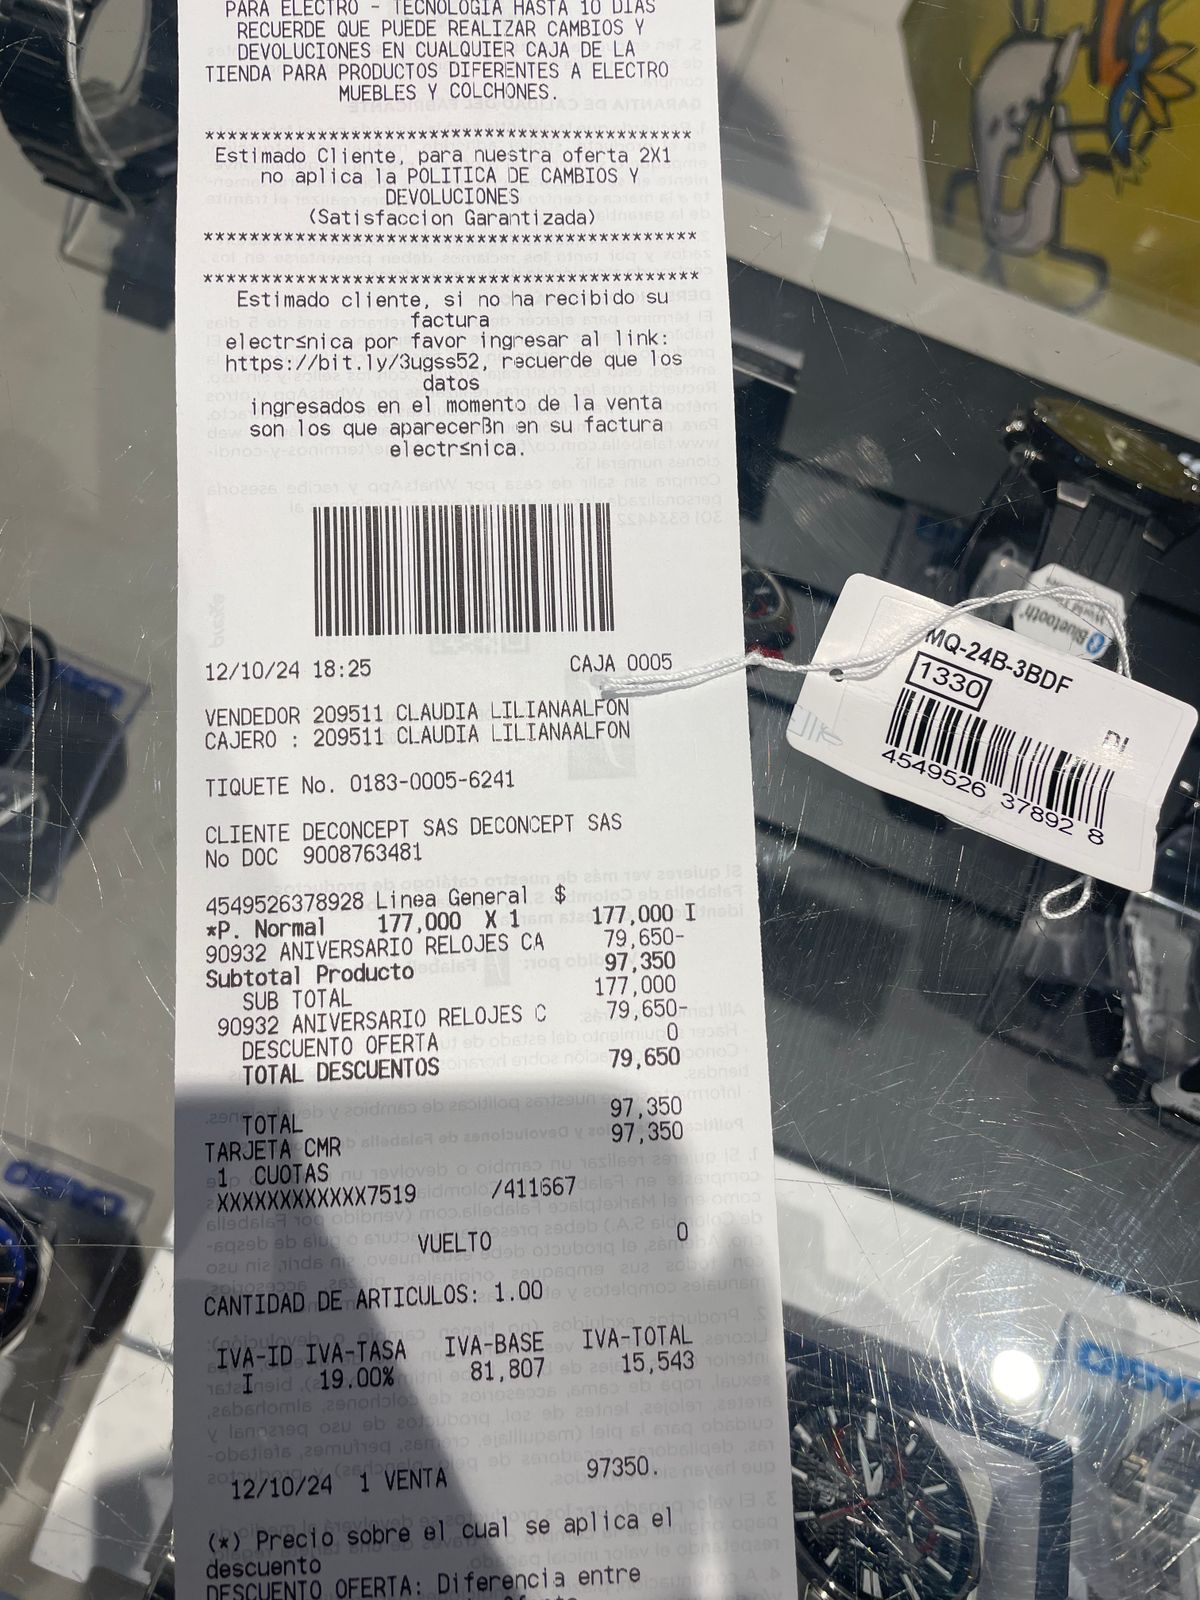 PARA ELECTRO - TECNOLOGIA HASTA 10 DIAS
RECUERDE QUE PUEDE REALIZAR CAMBIOS Y
DEVOLUCIONES EN CUALQUIER CAJA DE LA
TIENDA PARA PRODUCTOS DIFERENTES A ELECTRO
MUEBLES Y COLCHONES.
*******************************************
Estimado Cliente, para nuestra oferta 2X1
no aplica la POLITICA DE CAMBIOS Y
DEVOLUCIONES
(Satisfaccion Garantizada)
*******************************************
*******************************************
Estimado cliente, si no ha recibido su
factura
electr≤nica por favor ingresar al link:
https://bit.ly/3ugss52, recuerde que los
datos
ingresados en el momento de la venta
son los que aparecerßn en su factura
electr≤nica.
12/10/24 18:25 CAJA 0005
VENDEDOR 209511 CLAUDIA LILIANAALFON
CAJERO : 209511 CLAUDIA LILIANAALFON
TIQUETE No. 0183-0005-6241
CLIENTE DECONCEPT SAS DECONCEPT SAS
No DOC 9008763481
4549526378928 Linea General $
*P. Normal 177,000 X 1 177,000 I
90932 ANIVERSARIO RELOJES CA 79,650-
Subtotal Producto 97,350
SUB TOTAL 177,000
90932 ANIVERSARIO RELOJES C 79,650-
DESCUENTO OFERTA 0
TOTAL DESCUENTOS 79,650
TOTAL 97,350
TARJETA CMR 97,350
1 CUOTAS
XXXXXXXXXXXX7519 /411667
VUELTO 0
CANTIDAD DE ARTICULOS: 1.00
IVA-ID IVA-TASA IVA-BASE IVA-TOTAL
I 19.00% 81,807 15,543
12/10/24 1 VENTA 97350.
(*) Precio sobre el cual se aplica el
descuento
DESCUENTO OFERTA: Diferencia entre
MQ-24B-3BDF
1330
DI
4549526 37892 8
Bluetooth
CASIO
CASIO